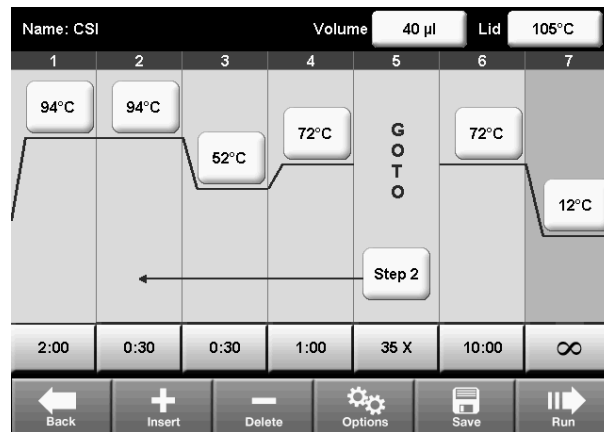 Name: CSI Volume 40 µl Lid 105°C
1 2 3 4 5 6 7
94°C 94°C 52°C 72°C GOTO 72°C 12°C
Step 2
2:00 0:30 0:30 1:00 35 X 10:00 ∞
Back Insert Delete Options Save Run